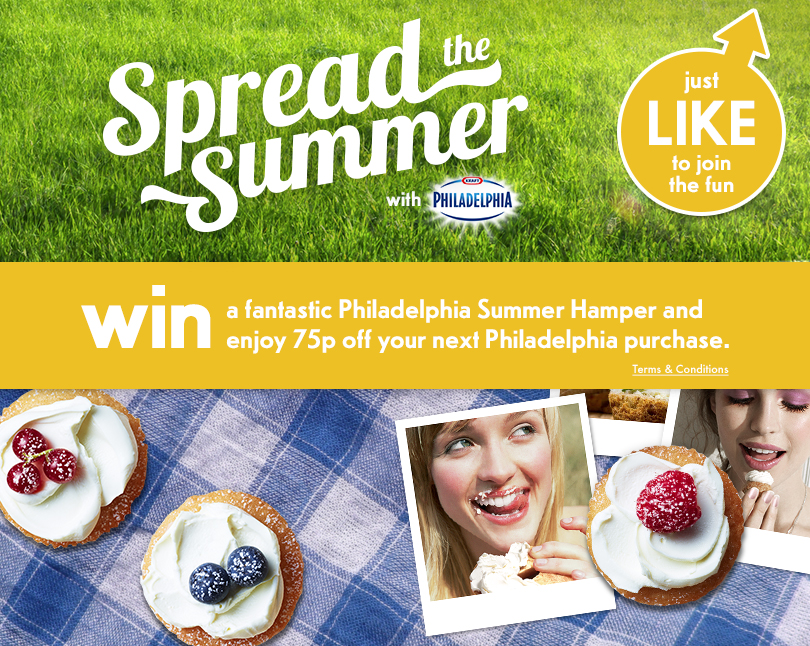 Spread the
Summer
with KRAFT PHILADELPHIA
just
LIKE
to join
the fun
win a fantastic Philadelphia Summer Hamper and
enjoy 75p off your next Philadelphia purchase.
Terms & Conditions